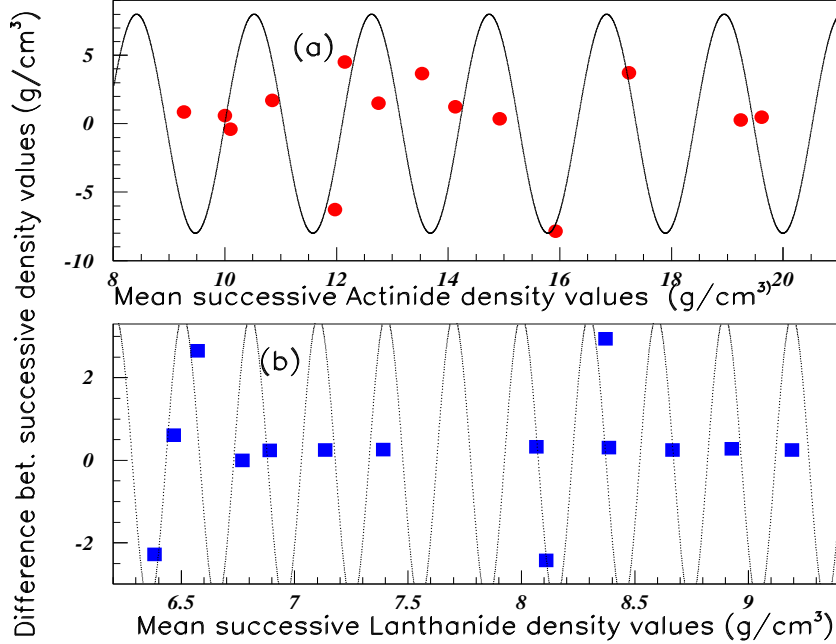 Difference bet. successive density values (g/cm³)
(a)
5
0
-5
-10
8 10 12 14 16 18 20
Mean successive Actinide density values (g/cm³)
(b)
2
0
-2
6.5 7 7.5 8 8.5 9
Mean successive Lanthanide density values (g/cm³)